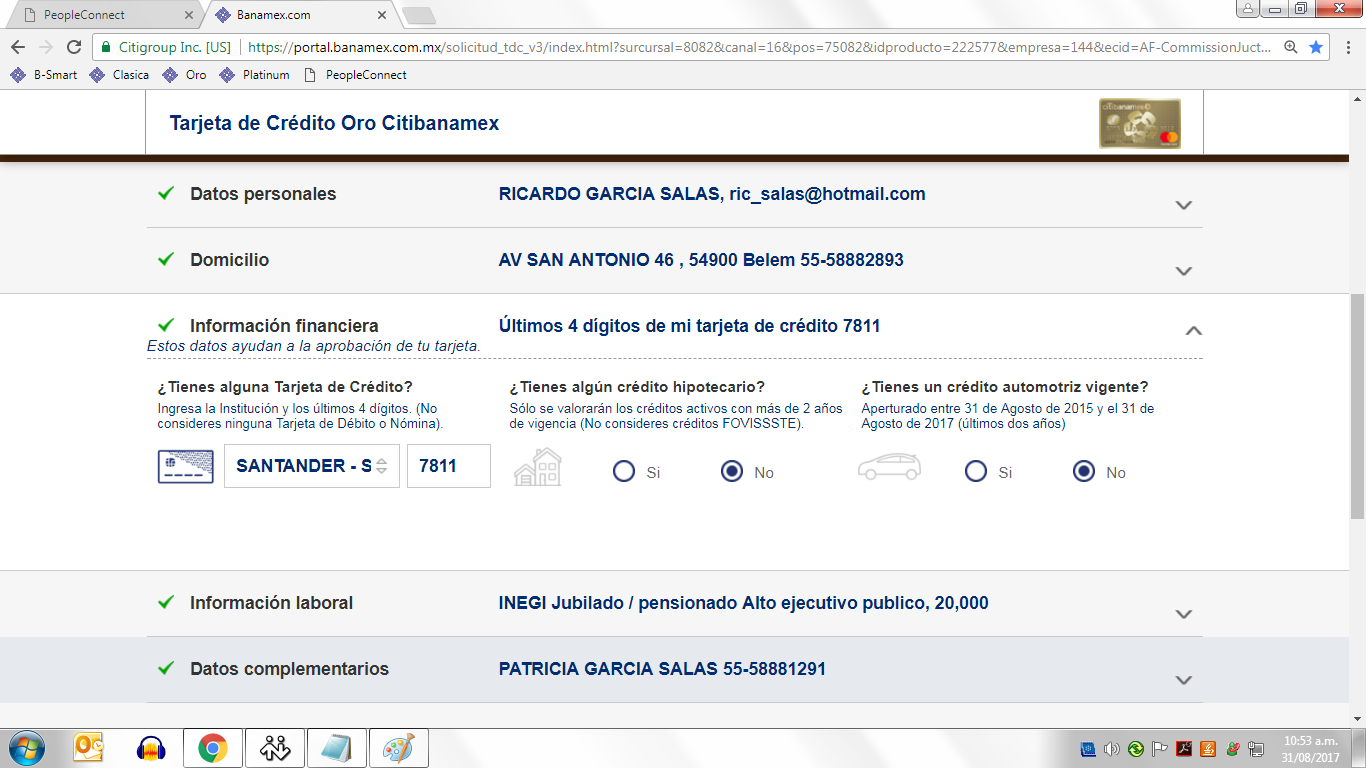 PeopleConnect
Banamex.com
Citigroup Inc. [US]
https://portal.banamex.com.mx/solicitud_tdc_v3/index.html?surcursal=8082&canal=16&pos=75082&idproducto=222577&empresa=144&ecid=AF-CommissionJuct...
B-Smart
Clasica
Oro
Platinum
PeopleConnect
Tarjeta de Crédito Oro Citibanamex
Datos personales
RICARDO GARCIA SALAS, ric_salas@hotmail.com
Domicilio
AV SAN ANTONIO 46 , 54900 Belem 55-58882893
Información financiera
Últimos 4 dígitos de mi tarjeta de crédito 7811
Estos datos ayudan a la aprobación de tu tarjeta.
¿Tienes alguna Tarjeta de Crédito?
Ingresa la Institución y los últimos 4 dígitos. (No
consideres ninguna Tarjeta de Débito o Nómina).
SANTANDER - S
7811
¿Tienes algún crédito hipotecario?
Sólo se valorarán los créditos activos con más de 2 años
de vigencia (No consideres créditos FOVISSSTE).
Si
No
¿Tienes un crédito automotriz vigente?
Aperturado entre 31 de Agosto de 2015 y el 31 de
Agosto de 2017 (últimos dos años)
Si
No
Información laboral
INEGI Jubilado / pensionado Alto ejecutivo publico, 20,000
Datos complementarios
PATRICIA GARCIA SALAS 55-58881291
10:53 a.m.
31/08/2017